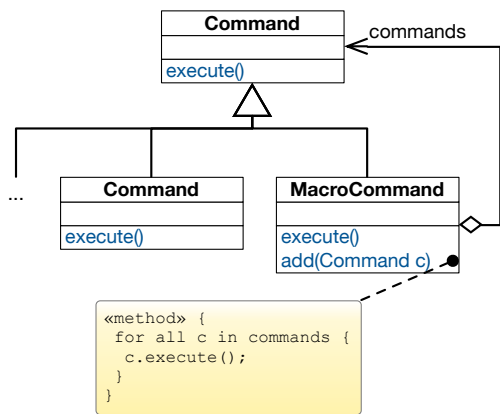 Command
commands
execute()
...
Command
MacroCommand
execute()
execute()
add(Command c)
«method» {
for all c in commands {
c.execute();
}
}